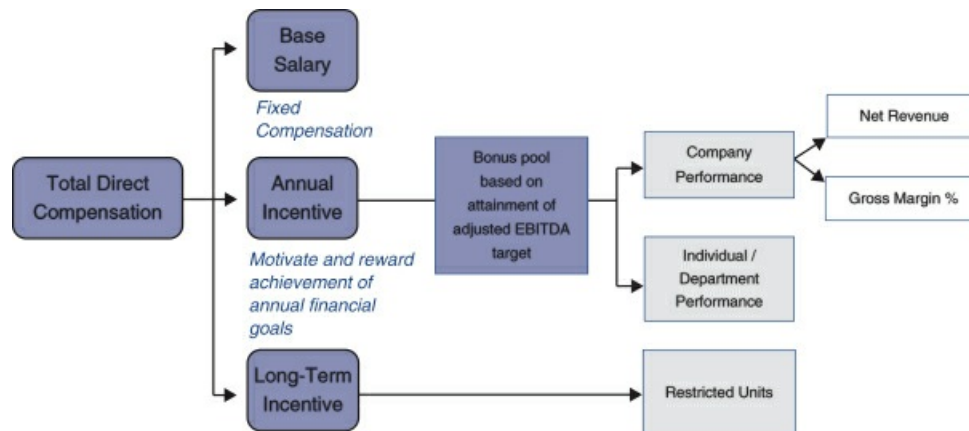 Base
Salary
Fixed
Compensation
Total Direct
Compensation
Annual
Incentive
Motivate and reward
achievement of
annual financial
goals
Long-Term
Incentive
Bonus pool
based on
attainment of
adjusted EBITDA
target
Company
Performance
Net Revenue
Gross Margin %
Individual /
Department
Performance
Restricted Units